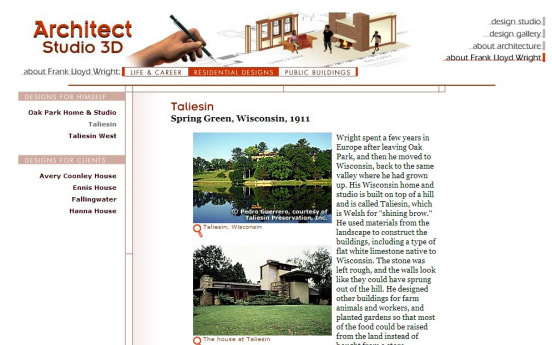 Architect
Studio 3D
design studio
design gallery
about architecture
about Frank Lloyd Wright
about Frank Lloyd Wright:
LIFE & CAREER
RESIDENTIAL DESIGNS
PUBLIC BUILDINGS
DESIGNS FOR HIMSELF
Oak Park Home & Studio
Taliesin
Taliesin West
DESIGNS FOR CLIENTS
Avery Coonley House
Ennis House
Fallingwater
Hanna House
Taliesin
Spring Green, Wisconsin, 1911
© Pedro Guerrero, courtesy of
Taliesin Preservation, Inc.
Taliesin, Wisconsin
The house at Taliesin
Wright spent a few years in
Europe after leaving Oak
Park, and then he moved to
Wisconsin, back to the same
valley where he had grown
up. His Wisconsin home and
studio is built on top of a hill
and is called Taliesin, which
is Welsh for "shining brow."
He used materials from the
landscape to construct the
buildings, including a type of
flat white limestone native to
Wisconsin. The stone was
left rough, and the walls look
like they could have sprung
out of the hill. He designed
other buildings for farm
animals and workers, and
planted gardens so that most
of the food could be raised
from the land instead of